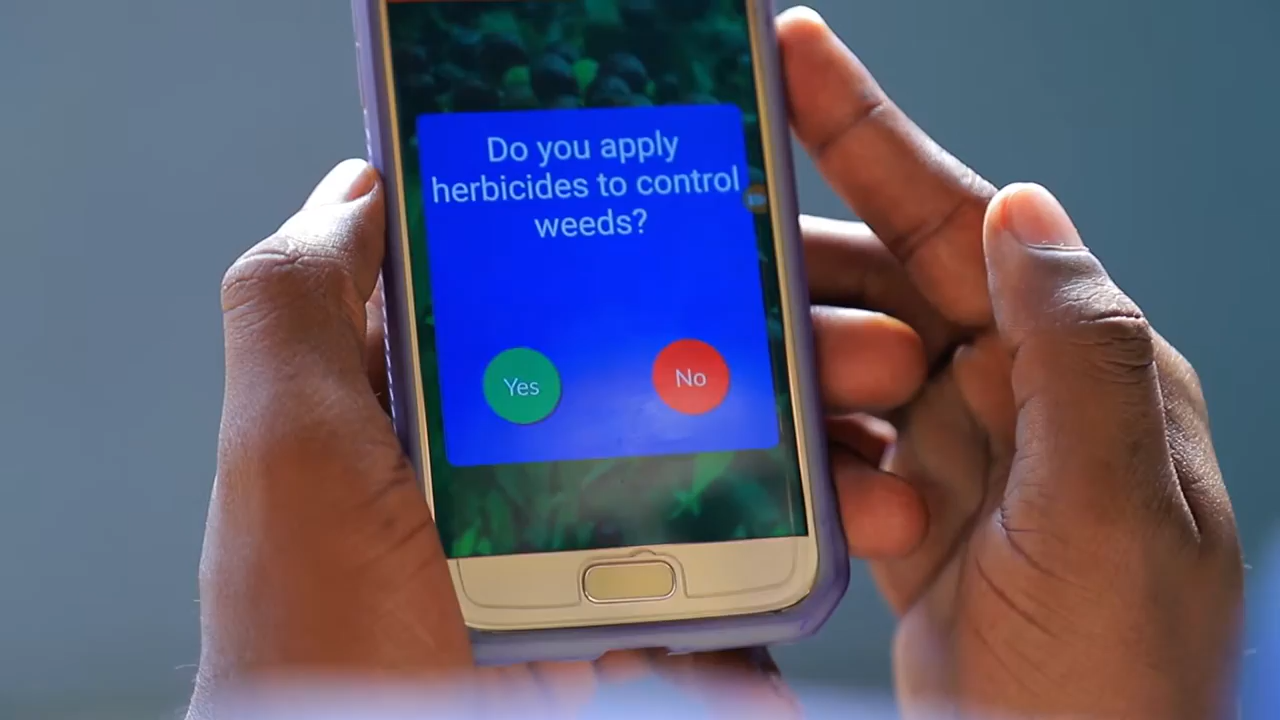 Do you apply
herbicides to control
weeds?
Yes
No